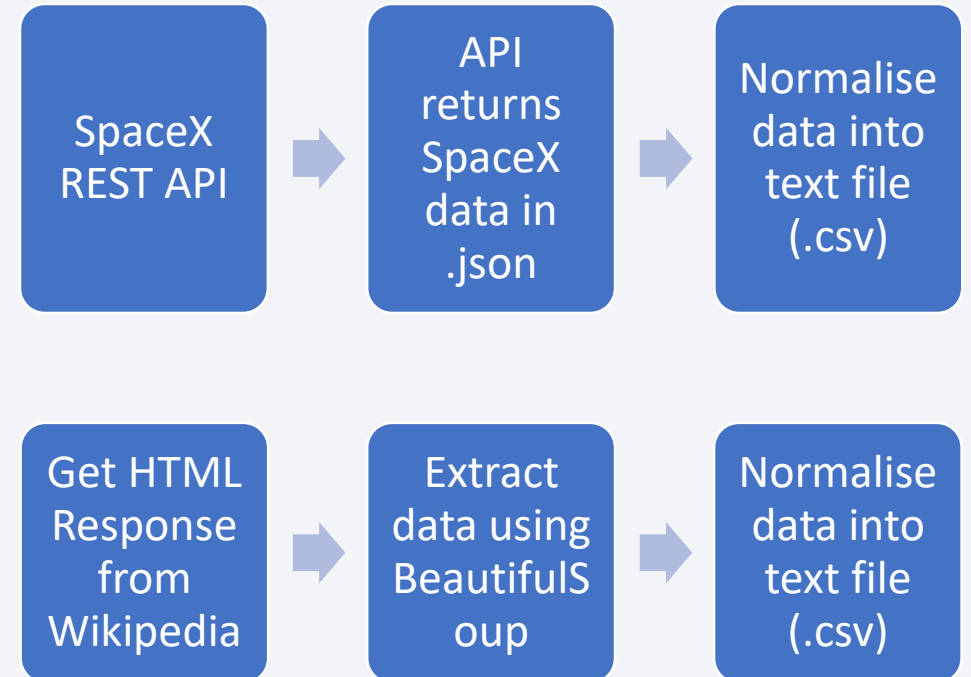 SpaceX
REST API
API
returns
SpaceX
data in
.json
Normalise
data into
text file
(.csv)
Get HTML
Response
from
Wikipedia
Extract
data using
BeautifulS
oup
Normalise
data into
text file
(.csv)